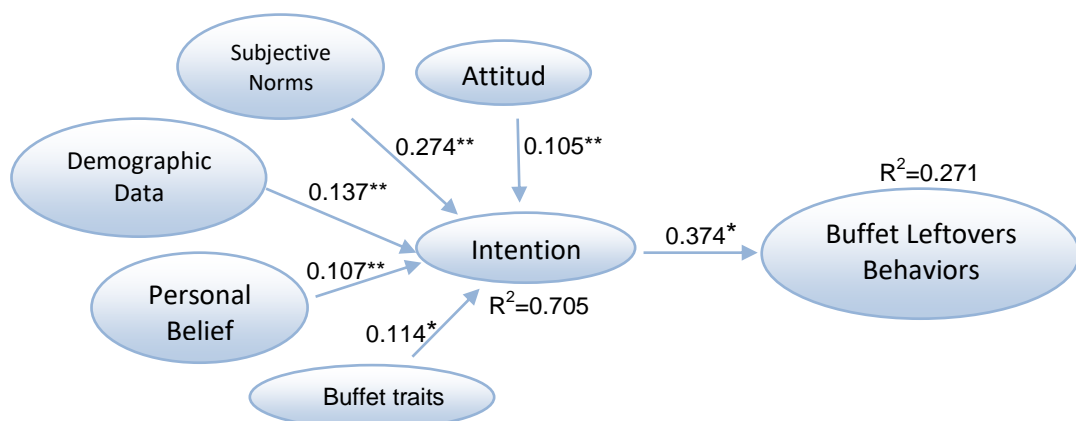 Subjective
Norms
Attitud
0.274**
0.105**
Demographic
Data
0.137**
R²=0.271
Buffet Leftovers
Behaviors
Intention
0.374*
0.107**
Personal
Belief
R²=0.705
0.114*
Buffet traits